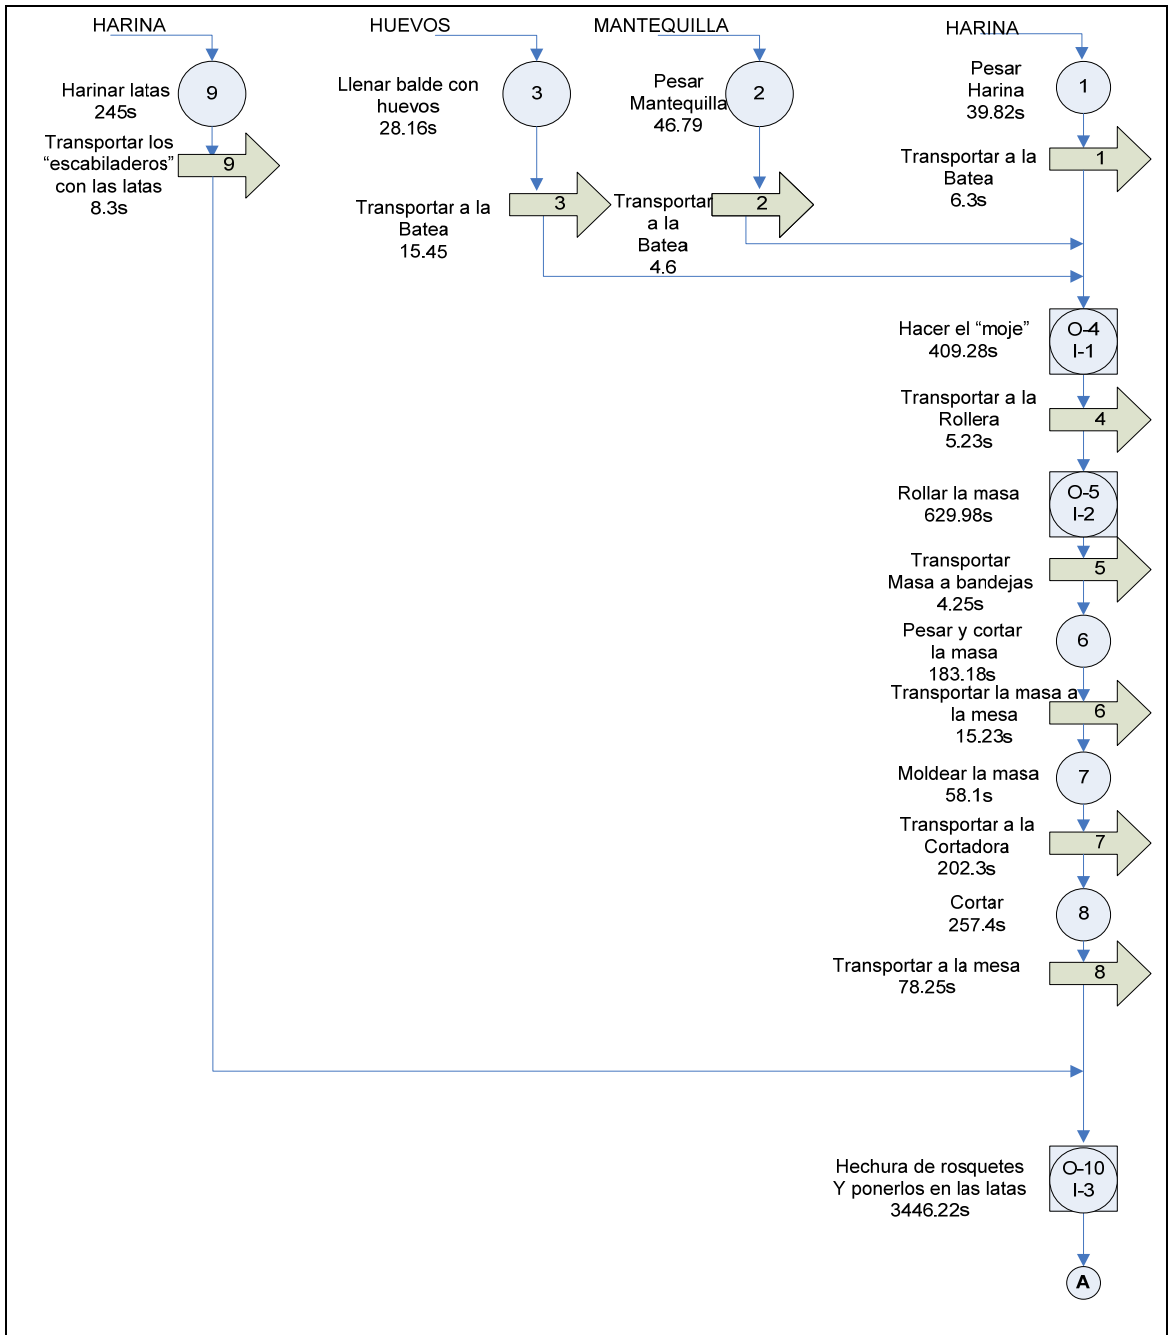 HARINA
Harinar latas
245s
9
Transportar los
“escabiladeros”
con las latas
8.3s
9
HUEVOS
Llenar balde con
huevos
28.16s
3
Transportar a la
Batea
15.45
3
MANTEQUILLA
Pesar
Mantequilla
46.79
2
Transportar
a la
Batea
4.6
2
HARINA
Pesar
Harina
39.82s
1
Transportar a la
Batea
6.3s
1
Hacer el “moje”
409.28s
O-4
I-1
Transportar a la
Rollera
5.23s
4
Rollar la masa
629.98s
O-5
I-2
Transportar
Masa a bandejas
4.25s
5
Pesar y cortar
la masa
183.18s
6
Transportar la masa a
la mesa
15.23s
6
Moldear la masa
58.1s
7
Transportar a la
Cortadora
202.3s
7
Cortar
257.4s
8
Transportar a la mesa
78.25s
8
Hechura de rosquetes
Y ponerlos en las latas
3446.22s
O-10
I-3
A